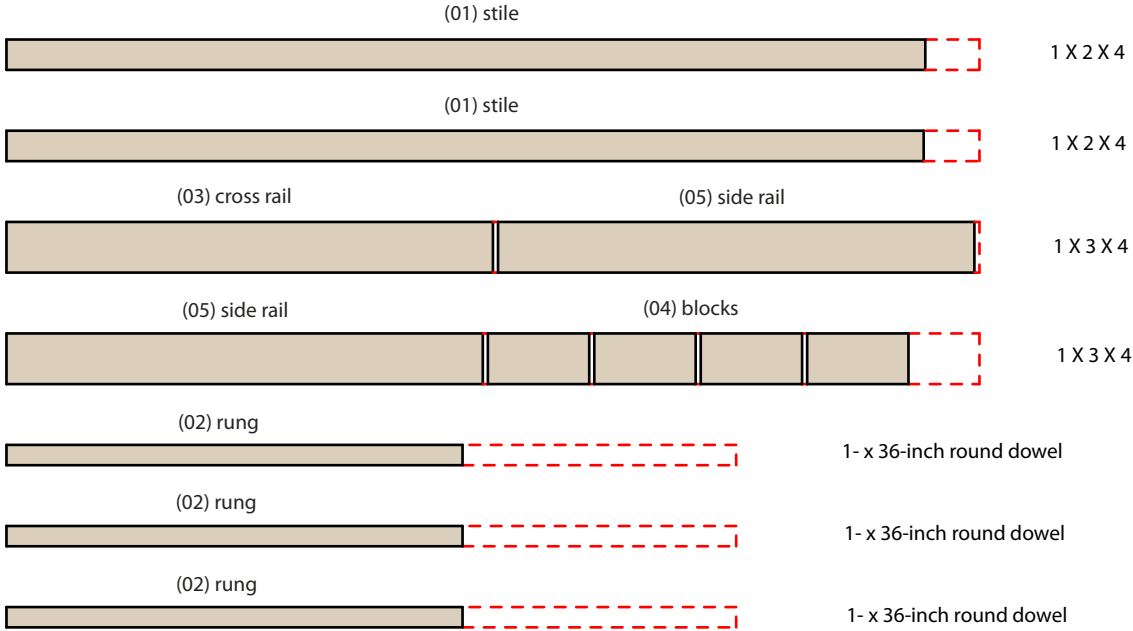 (01) stile
1 X 2 X 4
(01) stile
1 X 2 X 4
(03) cross rail (05) side rail
1 X 3 X 4
(05) side rail (04) blocks
1 X 3 X 4
(02) rung
1- x 36-inch round dowel
(02) rung
1- x 36-inch round dowel
(02) rung
1- x 36-inch round dowel